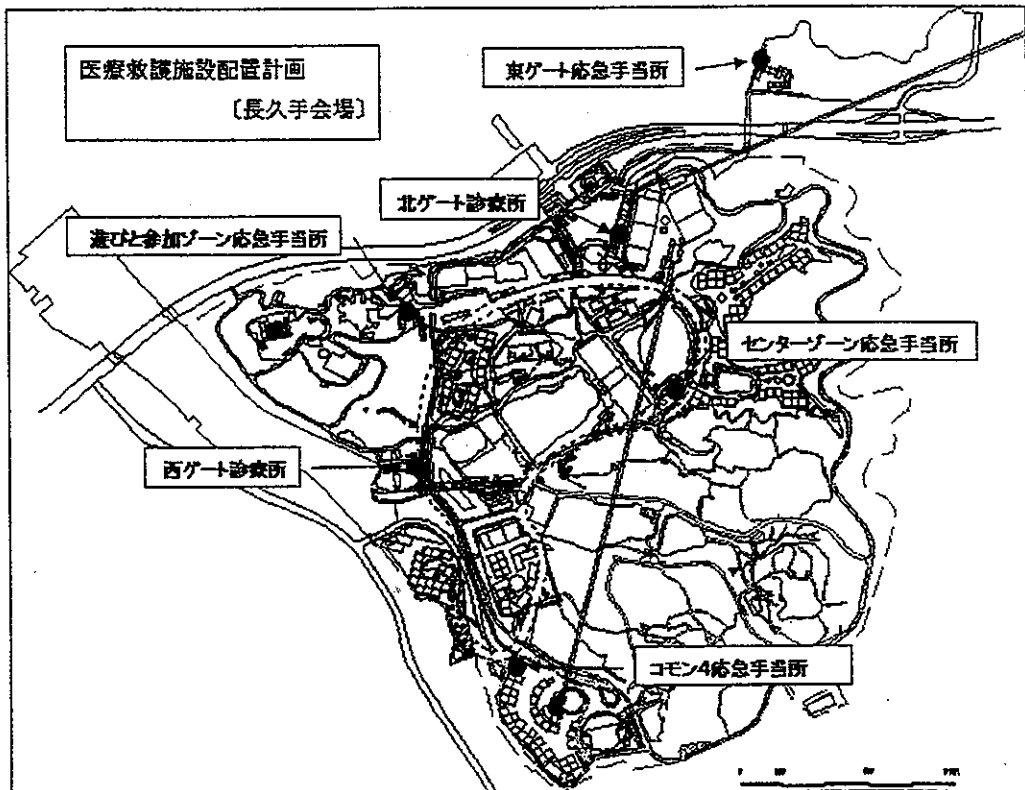 医療救護施設配置計画
〔長久手会場〕
東ゲート応急手当所
北ゲート診療所
遊びと参加ゾーン応急手当所
センターゾーン応急手当所
西ゲート診療所
コモン4応急手当所